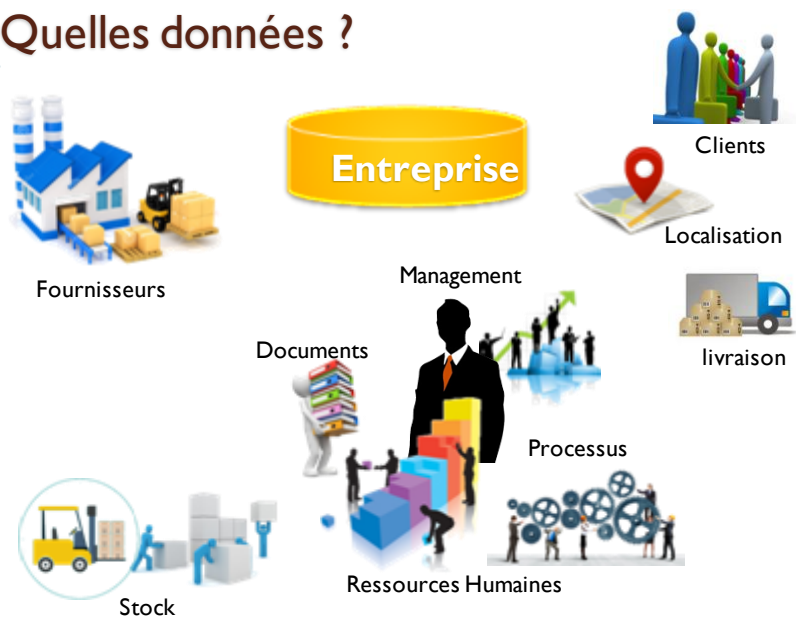 Quelles données ?
Entreprise
Clients
Localisation
Fournisseurs
Management
livraison
Documents
Processus
Ressources Humaines
Stock